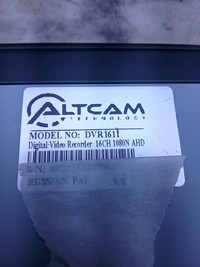 ALTCAM
TECHNOLOGY
MODEL NO: DVR1611
Digital Video Recorder 16CH 1080N AHD